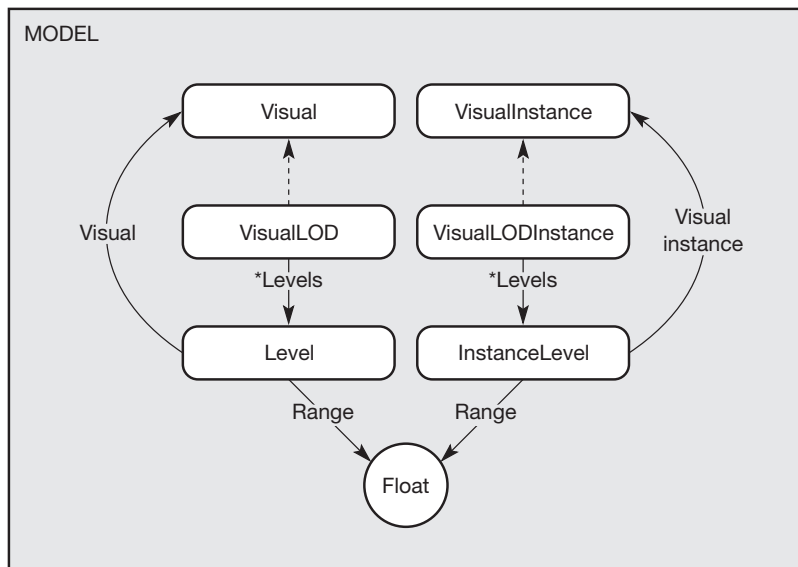 MODEL
Visual
VisualInstance
Visual
VisualLOD
VisualLODInstance
Visual
instance
*Levels
*Levels
Level
InstanceLevel
Range
Range
Float